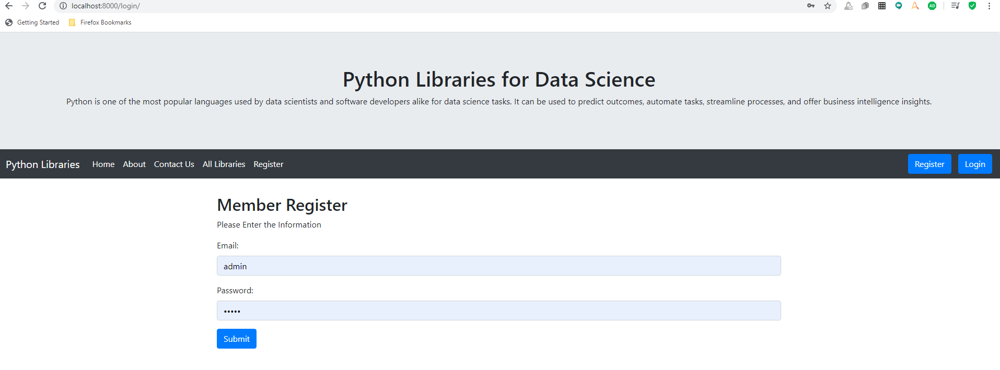 localhost:8000/login/
Getting Started Firefox Bookmarks
Python Libraries for Data Science
Python is one of the most popular languages used by data scientists and software developers alike for data science tasks. It can be used to predict outcomes, automate tasks, streamline processes, and offer business intelligence insights.
Python Libraries Home About Contact Us All Libraries Register Register Login
Member Register
Please Enter the Information
Email:
admin
Password:
•••••
Submit